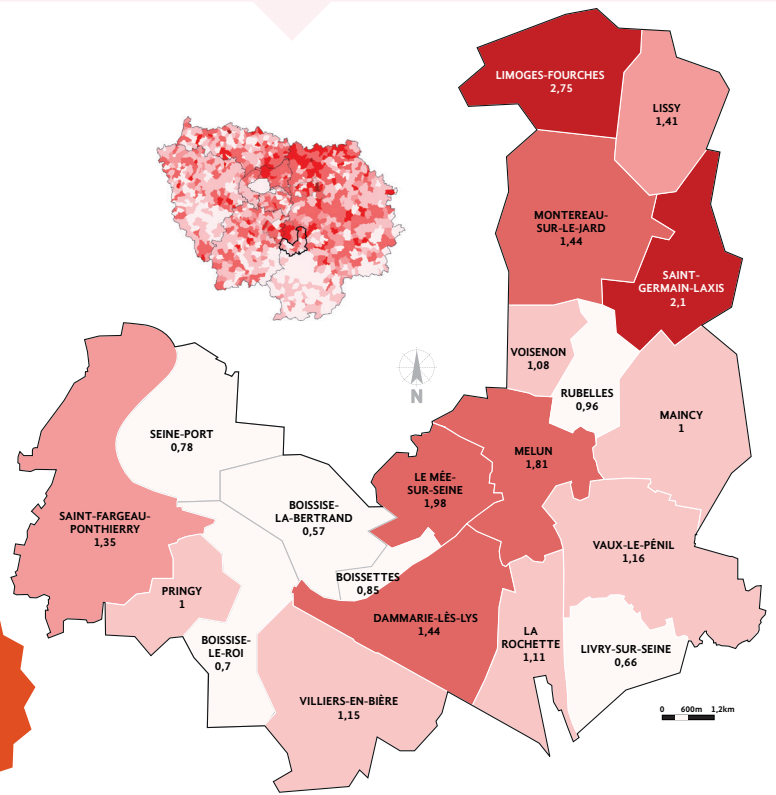 LIMOGES-FOURCHES
2,75
LISSY
1,41
MONTEREAU-
SUR-LE-JARD
1,44
SAINT-
GERMAIN-LAXIS
2,1
VOISENON
1,08
RUBELLES
0,96
MAINCY
1
N
SEINE-PORT
0,78
MELUN
1,81
LE MÉE-
SUR-SEINE
1,98
BOISSISE-
LA-BERTRAND
0,57
SAINT-FARGEAU-
PONTHIERRY
1,35
VAUX-LE-PÉNIL
1,16
BOISSETTES
0,85
PRINGY
1
DAMMARIE-LÈS-LYS
1,44
BOISSISE-
LE-ROI
0,7
LA
ROCHETTE
1,11
LIVRY-SUR-SEINE
0,66
VILLIERS-EN-BIÈRE
1,15
0 600m 1,2km